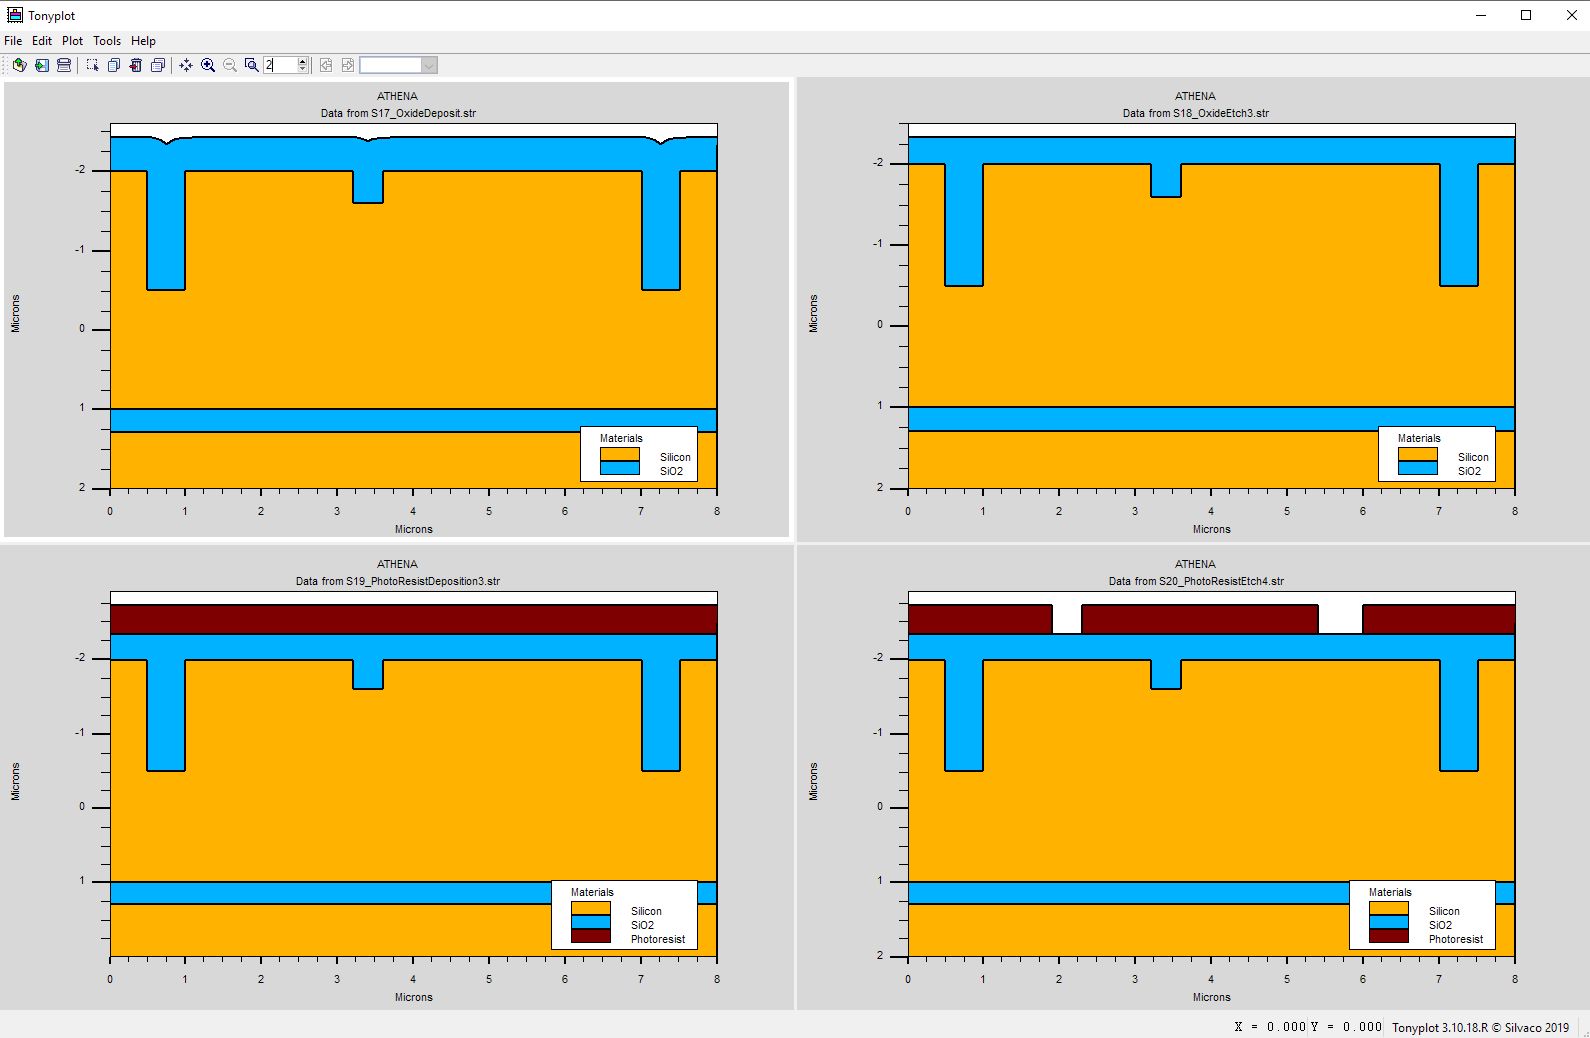 Tonyplot
File Edit Plot Tools Help
2
ATHENA
Data from S17_OxideDeposit.str
-2
-1
0
1
2
Microns
0 1 2 3 4 5 6 7 8
Microns
Materials
Silicon
SiO2
ATHENA
Data from S18_OxideEtch3.str
-2
-1
0
1
2
Microns
0 1 2 3 4 5 6 7 8
Microns
Materials
Silicon
SiO2
ATHENA
Data from S19_PhotoResistDeposition3.str
-2
-1
0
1
Microns
0 1 2 3 4 5 6 7 8
Microns
Materials
Silicon
SiO2
Photoresist
ATHENA
Data from S20_PhotoResistEtch4.str
-2
-1
0
1
2
Microns
0 1 2 3 4 5 6 7 8
Microns
Materials
Silicon
SiO2
Photoresist
X = 0.000 Y = 0.000 Tonyplot 3.10.18.R © Silvaco 2019